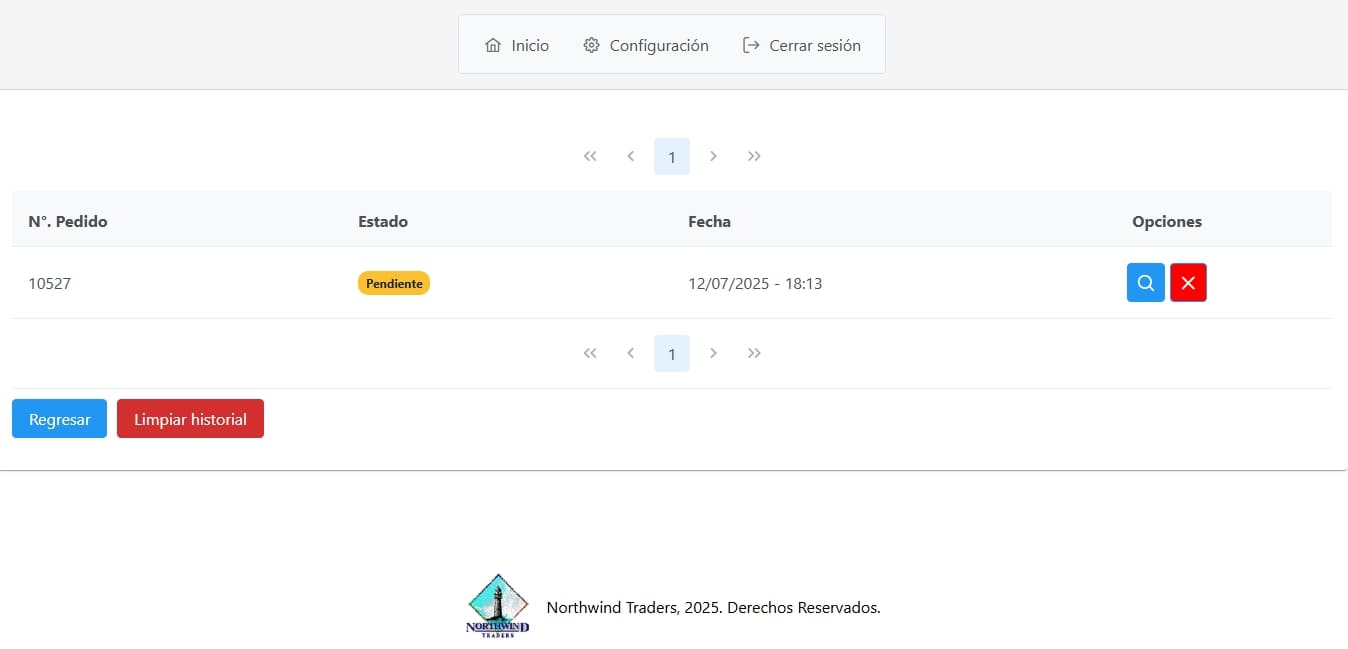 Inicio Configuración Cerrar sesión
1
N°. Pedido Estado Fecha Opciones
10527 Pendiente 12/07/2025 - 18:13
1
Regresar Limpiar historial
NORTHWIND
TRADERS
Northwind Traders, 2025. Derechos Reservados.